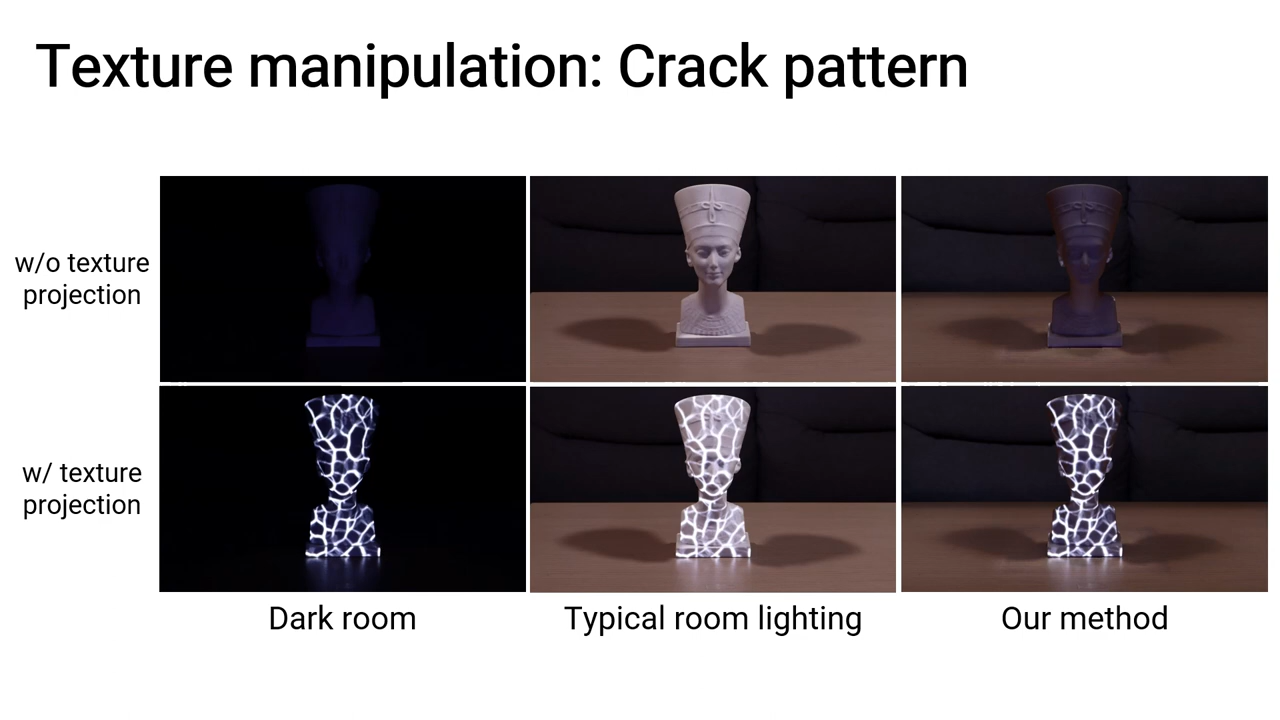 Texture manipulation: Crack pattern
w/o texture
projection
w/ texture
projection
Dark room
Typical room lighting
Our method